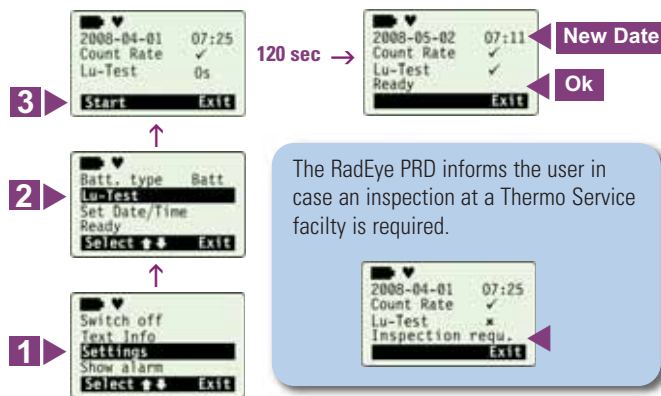 2008-04-01 07:25
Count Rate ✓
Lu-Test 0s
Start Exit
3
120 sec →
2008-05-02 07:11
Count Rate ✓
Lu-Test ✓
Ready
Exit
New Date
Ok
2
Batt. type Batt
Lu-Test
Set Date/Time
Ready
Select Exit
1
Switch off
Text Info
Settings
Show alarm
Select Exit
The RadEye PRD informs the user in
case an inspection at a Thermo Service
facilty is required.
2008-04-01 07:25
Count Rate ✓
Lu-Test ×
Inspection requ.
Exit